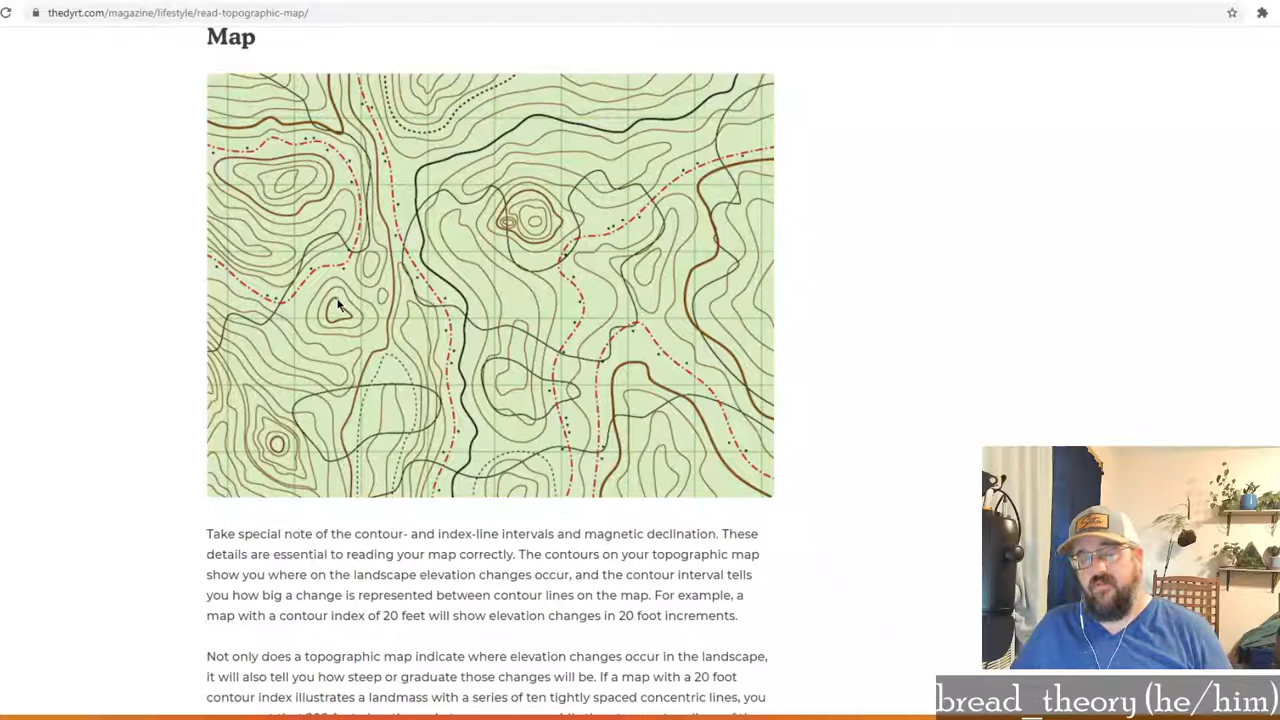 thedyrt.com/magazine/lifestyle/read-topographic-map/
Map
Take special note of the contour- and index-line intervals and magnetic declination. These
details are essential to reading your map correctly. The contours on your topographic map
show you where on the landscape elevation changes occur, and the contour interval tells
you how big a change is represented between contour lines on the map. For example, a
map with a contour index of 20 feet will show elevation changes in 20 foot increments.
Not only does a topographic map indicate where elevation changes occur in the landscape,
it will also tell you how steep or graduate those changes will be. If a map with a 20 foot
contour index illustrates a landmass with a series of ten tightly spaced concentric lines, you
bread_theory (he/him)